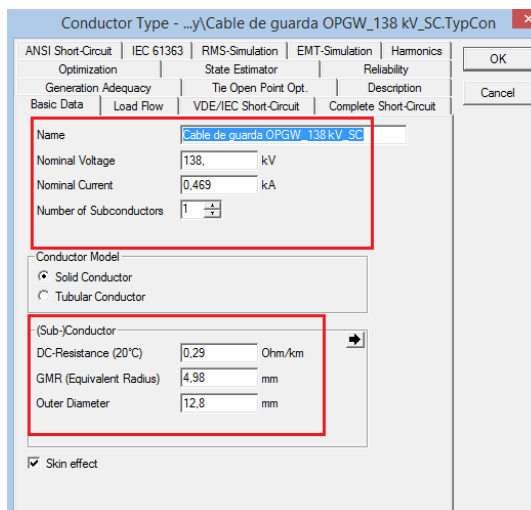 Conductor Type - ...y\Cable de guarda OPGW_138 kV_SC.TypCon
x
ANSI Short-Circuit IEC 61363 RMS-Simulation EMT-Simulation Harmonics
OK
Optimization State Estimator Reliability
Generation Adequacy Tie Open Point Opt. Description
Cancel
Basic Data Load Flow VDE/IEC Short-Circuit Complete Short-Circuit
Name Cable de guarda OPGW_138 kV_SC
Nominal Voltage 138, kV
Nominal Current 0,469 kA
Number of Subconductors 1
Conductor Model
Solid Conductor
Tubular Conductor
(Sub-)Conductor
DC-Resistance (20°C) 0,29 Ohm/km
GMR (Equivalent Radius) 4,98 mm
Outer Diameter 12,8 mm
Skin effect